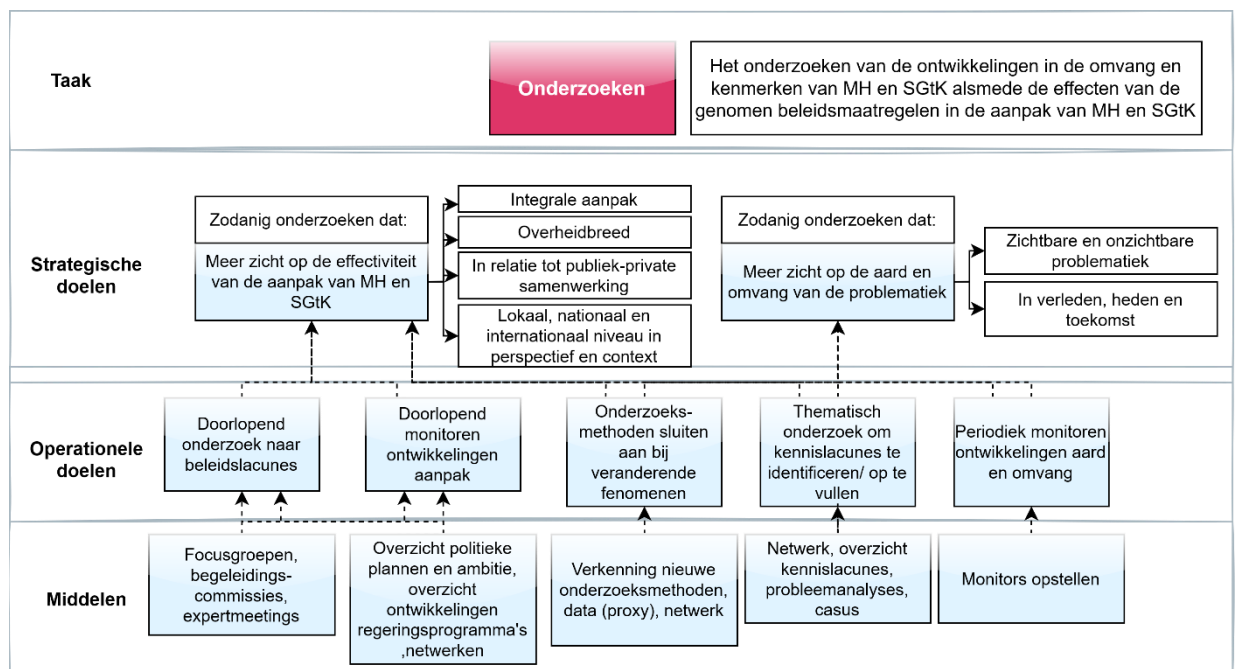 Taak
Onderzoeken
Het onderzoeken van de ontwikkelingen in de omvang en
kenmerken van MH en SGtK alsmede de effecten van de
genomen beleidsmaatregelen in de aanpak van MH en SGtK
Strategische
doelen
Zodanig onderzoeken dat:
Meer zicht op de effectiviteit
van de aanpak van MH en
SGtK
Integrale aanpak
Overheidbreed
In relatie tot publiek-private
samenwerking
Lokaal, nationaal en
internationaal niveau in
perspectief en context
Zodanig onderzoeken dat:
Meer zicht op de aard en
omvang van de problematiek
Zichtbare en onzichtbare
problematiek
In verleden, heden en
toekomst
Operationele
doelen
Doorlopend
onderzoek naar
beleidslacunes
Doorlopend
monitoren
ontwikkelingen
aanpak
Onderzoeks-
methoden sluiten
aan bij
veranderende
fenomenen
Thematisch
onderzoek om
kennislacunes te
identificeren/ op te
vullen
Periodiek monitoren
ontwikkelingen aard
en omvang
Middelen
Focusgroepen,
begeleidings-
commissies,
expertmeetings
Overzicht politieke
plannen en ambitie,
overzicht
ontwikkelingen
regeringsprogramma's
,netwerken
Verkenning nieuwe
onderzoeksmethoden,
data (proxy), netwerk
Netwerk, overzicht
kennislacunes,
probleemanalyses,
casus
Monitors opstellen